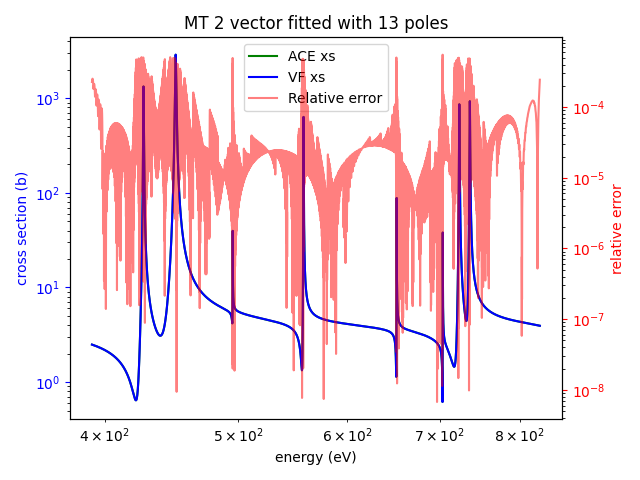 MT 2 vector fitted with 13 poles
ACE xs
VF xs
Relative error
cross section (b)
10³
10²
10¹
10⁰
10⁻⁴
10⁻⁵
10⁻⁶
10⁻⁷
10⁻⁸
relative error
4 × 10² 5 × 10² 6 × 10² 7 × 10² 8 × 10²
energy (eV)